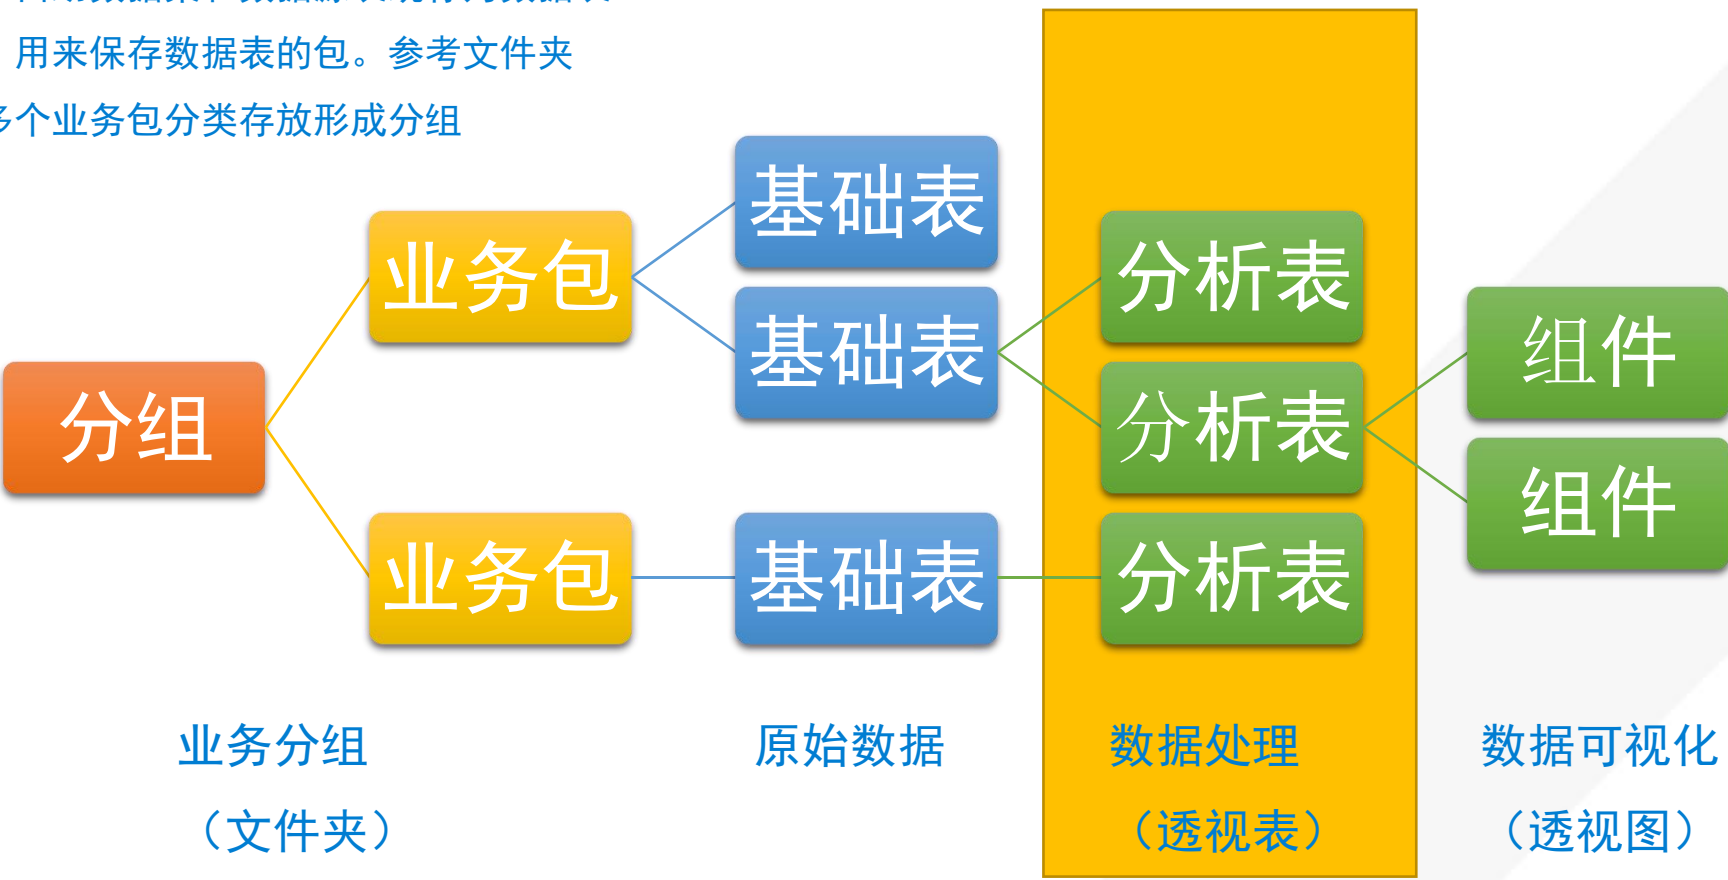 用来保存数据表的包。参考文件夹
个业务包分类存放形成分组
基础表
业务包
分析表
基础表
组件
分组
分析表
组件
业务包
基础表
分析表
业务分组
原始数据
数据处理
数据可视化
（文件夹）
（透视表）
（透视图）